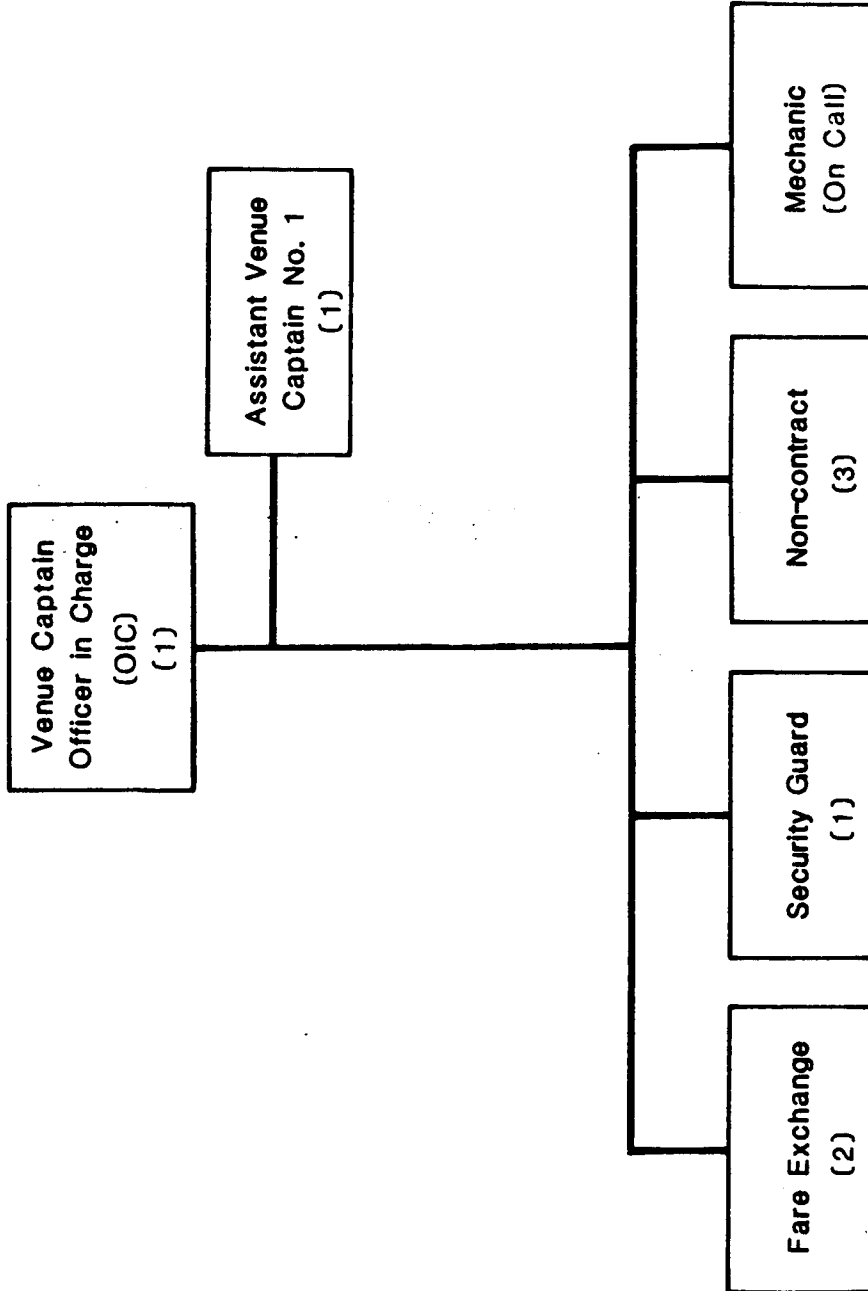 Venue Captain
Officer in Charge
(OIC)
(1)
Assistant Venue
Captain No. 1
(1)
Fare Exchange
(2)
Security Guard
(1)
Non-contract
(3)
Mechanic
(On Call)